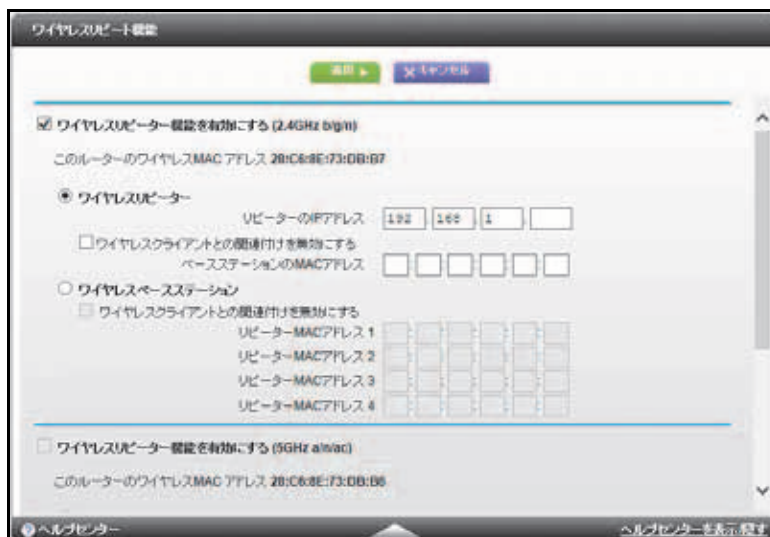 ワイヤレスリピート機能
適用
キャンセル
ワイヤレスリピーター機能を有効にする (2.4GHz b/g/n)
このルーターのワイヤレスMAC アドレス 28:C6:8E:73:DB:B7
ワイヤレスリピーター
リピーターのIPアドレス 192 . 168 . 1 .
ワイヤレスクライアントとの関連付けを無効にする
ベースステーションのMACアドレス
ワイヤレスベースステーション
ワイヤレスクライアントとの関連付けを無効にする
リピーターMACアドレス 1
リピーターMACアドレス 2
リピーターMACアドレス 3
リピーターMACアドレス 4
ワイヤレスリピーター機能を有効にする (5GHz a/n/ac)
このルーターのワイヤレスMAC アドレス 28:C6:8E:73:DB:B6
ヘルプセンター
ヘルプセンターを表示/隠す